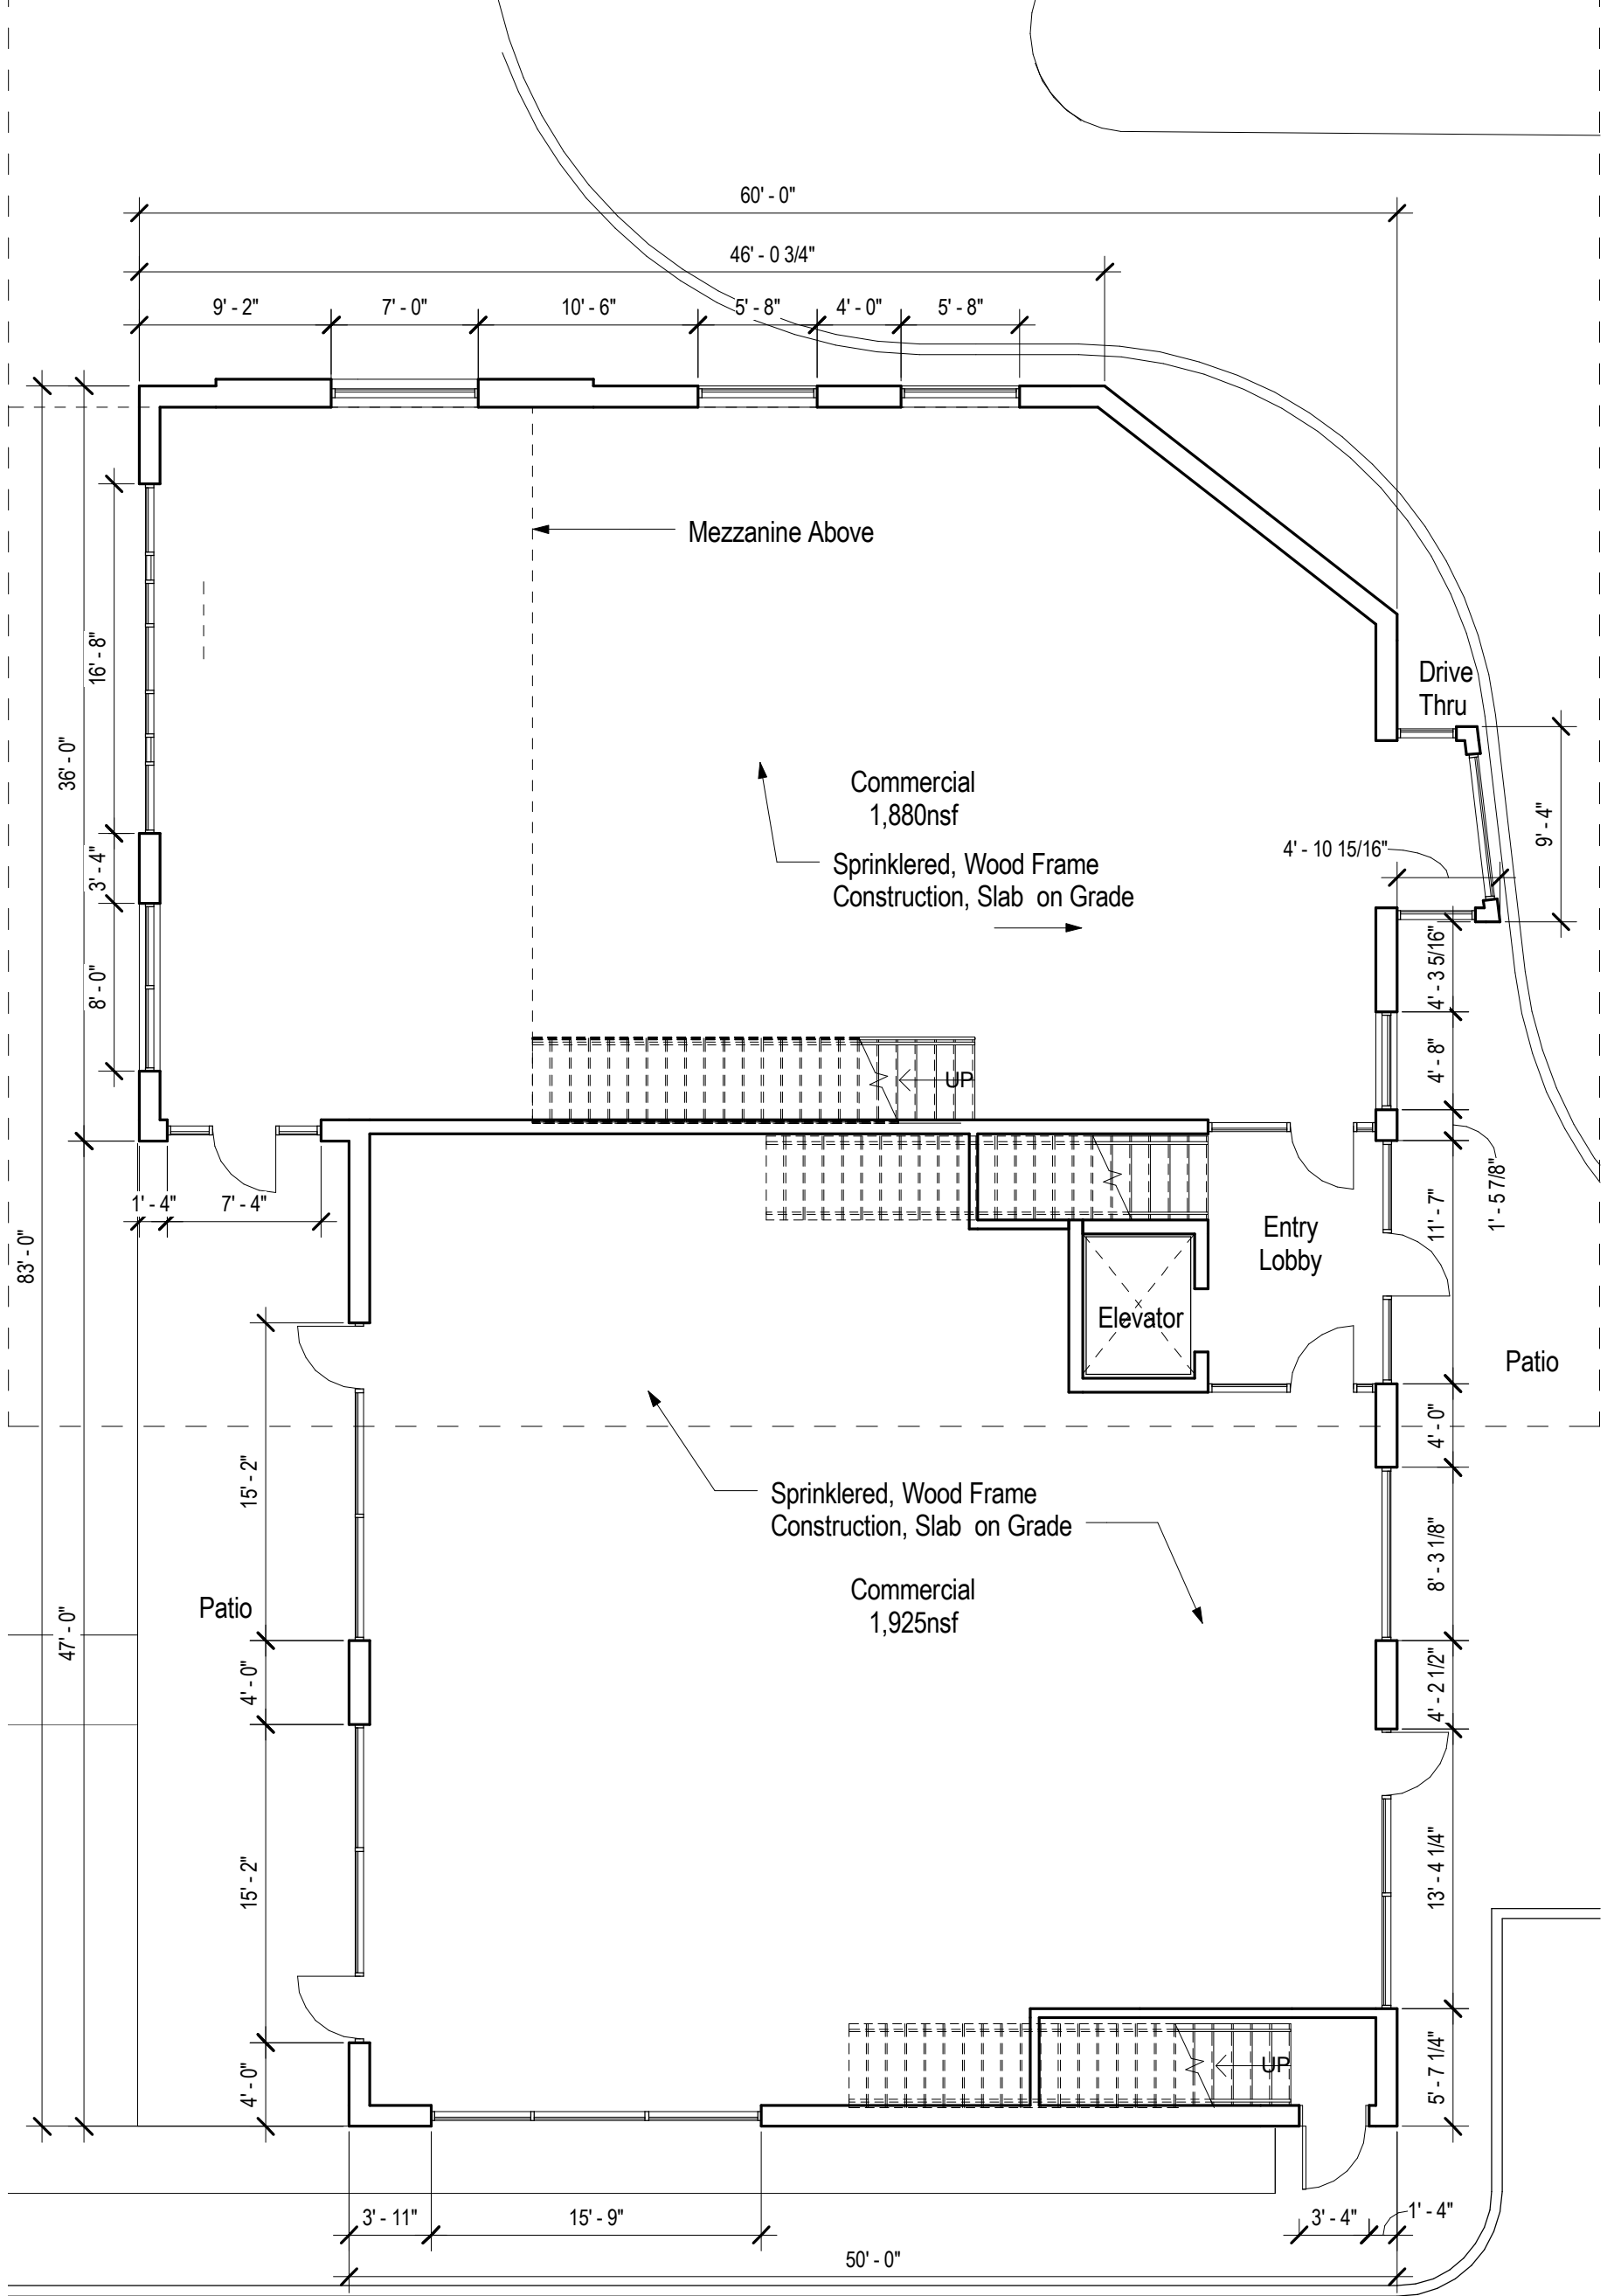 60' - 0"
46' - 0 3/4"
9' - 2"
7' - 0"
10' - 6"
5' - 8"
4' - 0"
5' - 8"
Mezzanine Above
16' - 8"
36' - 0"
3' - 4"
8' - 0"
Drive
Thru
Commercial
1,880nsf
Sprinklered, Wood Frame
Construction, Slab on Grade
4' - 10 15/16"
9' - 4"
4' - 3 5/16"
4' - 8"
UP
1' - 4"
7' - 4"
83' - 0"
11' - 7"
1' - 5 7/8"
Entry
Lobby
Elevator
Patio
15' - 2"
4' - 0"
Sprinklered, Wood Frame
Construction, Slab on Grade
8' - 3 1/8"
Commercial
1,925nsf
Patio
47' - 0"
4' - 0"
4' - 2 1/2"
15' - 2"
13' - 4 1/4"
UP
4' - 0"
5' - 7 1/4"
3' - 11"
15' - 9"
3' - 4"
1' - 4"
50' - 0"